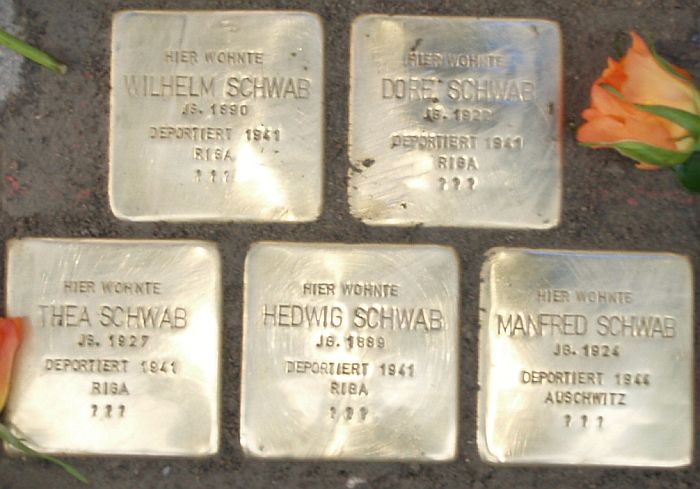 HIER WOHNTE
WILHELM SCHWAB
JG. 1890
DEPORTIERT 1941
RIGA
? ? ?
HIER WOHNTE
DORE SCHWAB
JG. 1922
DEPORTIERT 1941
RIGA
? ? ?
HIER WOHNTE
THEA SCHWAB
JG. 1927
DEPORTIERT 1941
RIGA
? ? ?
HIER WOHNTE
HEDWIG SCHWAB
JG. 1889
DEPORTIERT 1941
RIGA
? ? ?
HIER WOHNTE
MANFRED SCHWAB
JG. 1924
DEPORTIERT 1944
AUSCHWITZ
? ? ?